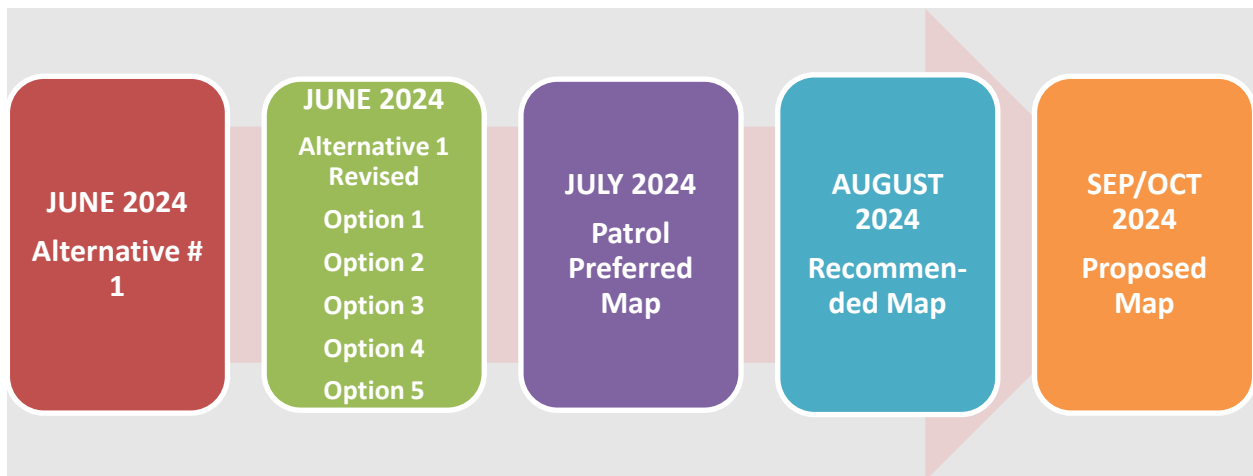 JUNE 2024
Alternative #
1
JUNE 2024
Alternative 1
Revised
Option 1
Option 2
Option 3
Option 4
Option 5
JULY 2024
Patrol
Preferred
Map
AUGUST
2024
Recommen-
ded Map
SEP/OCT
2024
Proposed
Map